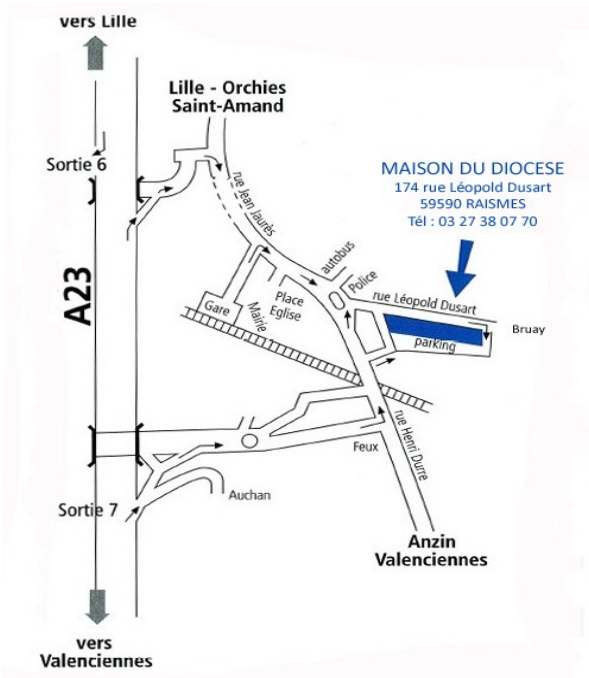 vers Lille
Lille - Orchies
Saint-Amand
Sortie 6
MAISON DU DIOCESE
174 rue Léopold Dusart
59590 RAISMES
Tél : 03 27 38 07 70
rue Jean Jaurès
autobus
Police
A23
rue Léopold Dusart
Place
Eglise
Gare
Mairie
Bruay
parking
rue Henri Durre
Feux
Auchan
Sortie 7
Anzin
Valenciennes
vers
Valenciennes